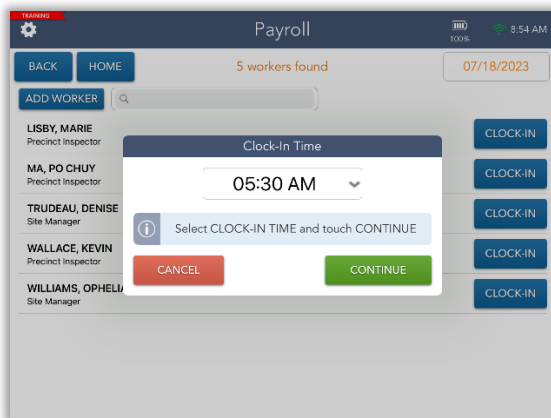 TRAINING
Payroll
100%
8:54 AM
BACK
HOME
5 workers found
07/18/2023
ADD WORKER
LISBY, MARIE
Precinct Inspector
CLOCK-IN
Clock-In Time
MA, PO CHUY
Precinct Inspector
CLOCK-IN
05:30 AM
TRUDEAU, DENISE
Site Manager
CLOCK-IN
Select CLOCK-IN TIME and touch CONTINUE
WALLACE, KEVIN
Precinct Inspector
CLOCK-IN
CANCEL
CONTINUE
WILLIAMS, OPHELIA
Site Manager
CLOCK-IN